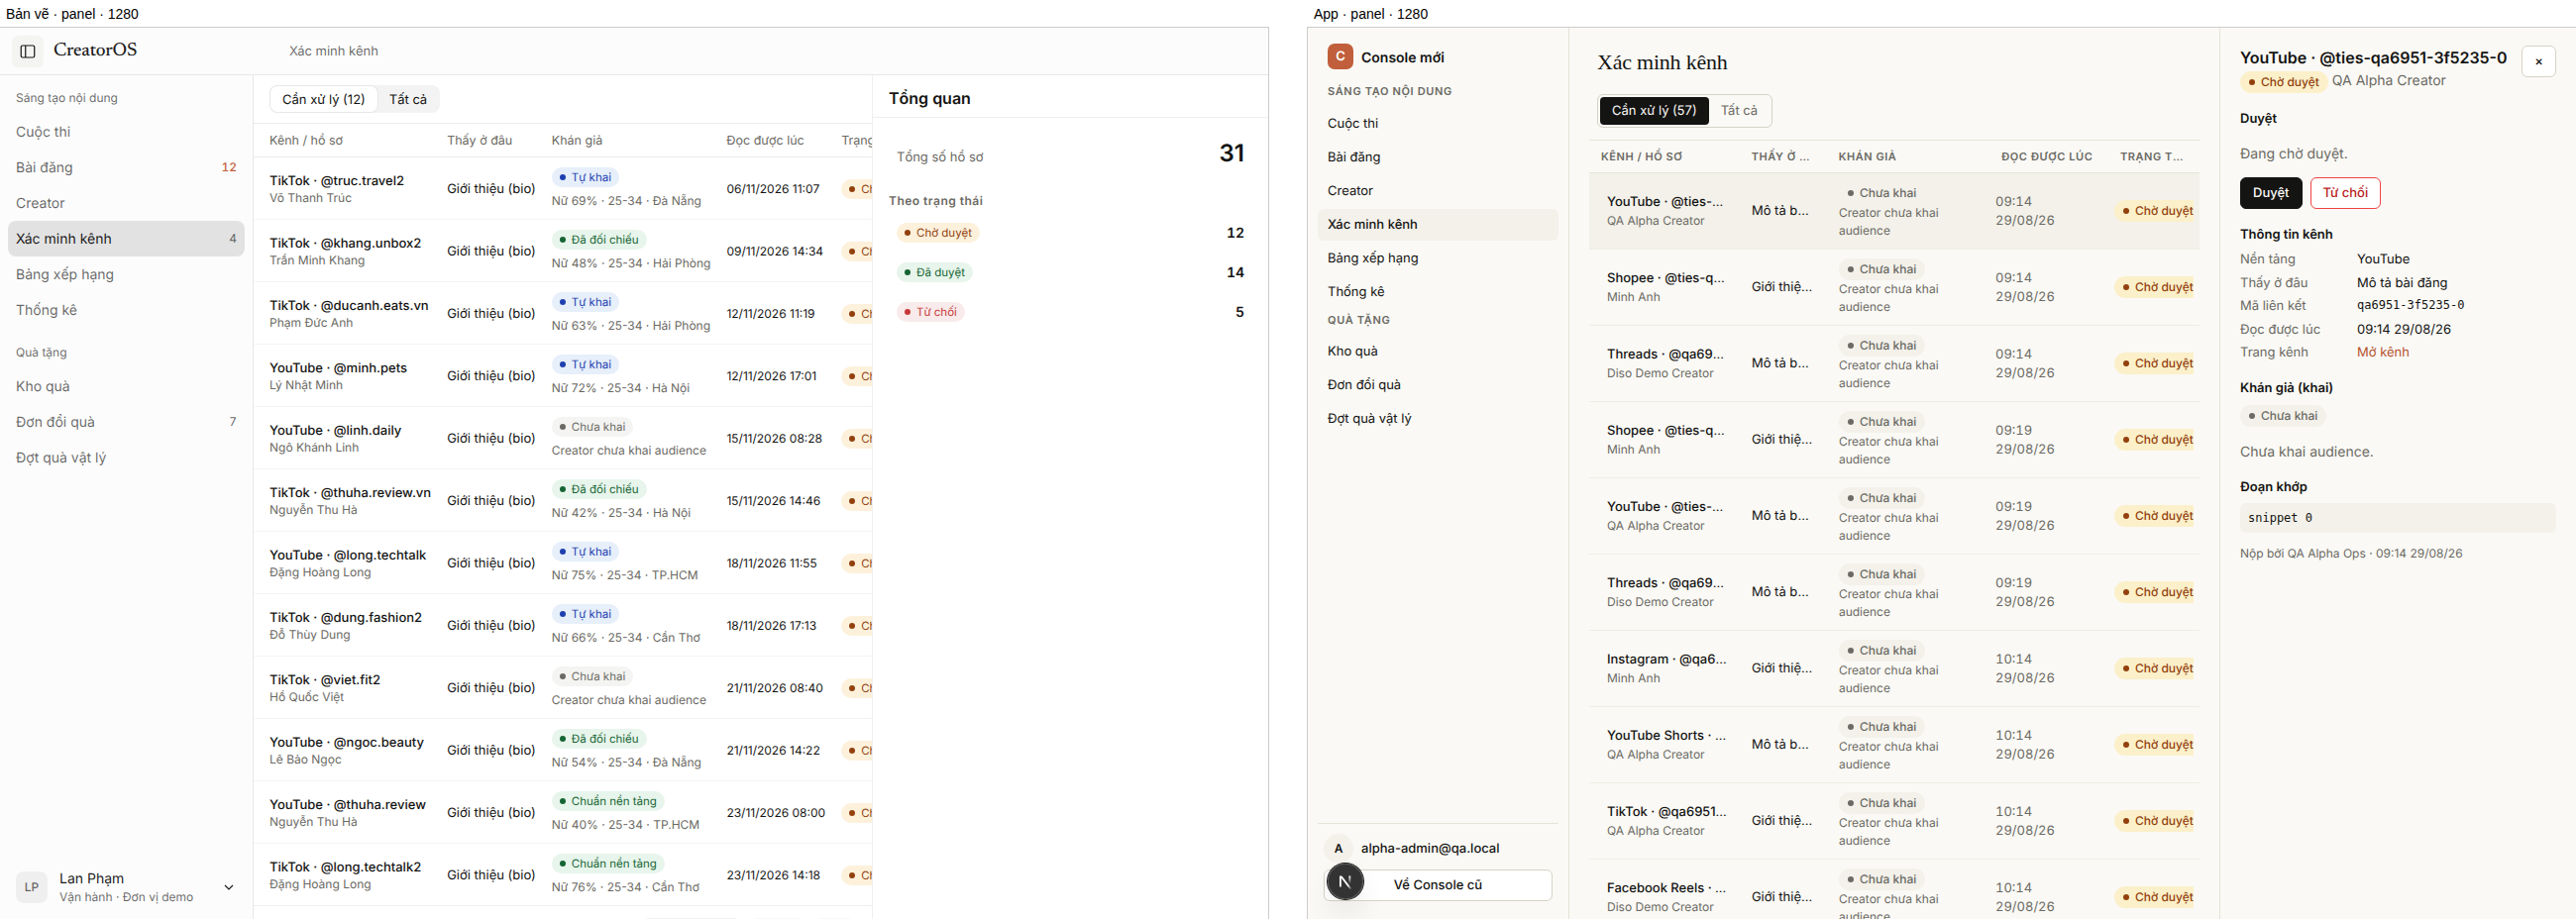 Bản vẽ · panel · 1280
CreatorOS
Xác minh kênh
Sáng tạo nội dung
Cuộc thi
Bài đăng 12
Creator
Xác minh kênh 4
Bảng xếp hạng
Thống kê
Quà tặng
Kho quà
Đơn đổi quà 7
Đợt quà vật lý
LP
Lan Phạm
Vận hành · Đơn vị demo
Cần xử lý (12) Tất cả
Kênh / hồ sơ Thấy ở đâu Khán giả Đọc được lúc Trạng
TikTok · @truc.travel2
Võ Thanh Trúc
Giới thiệu (bio)
Tự khai
Nữ 69% · 25-34 · Đà Nẵng
06/11/2026 11:07
Ch
TikTok · @khang.unbox2
Trần Minh Khang
Giới thiệu (bio)
Đã đối chiếu
Nữ 48% · 25-34 · Hải Phòng
09/11/2026 14:34
Ch
TikTok · @ducanh.eats.vn
Phạm Đức Anh
Giới thiệu (bio)
Tự khai
Nữ 63% · 25-34 · Hải Phòng
12/11/2026 11:19
Ch
YouTube · @minh.pets
Lý Nhật Minh
Giới thiệu (bio)
Tự khai
Nữ 72% · 25-34 · Hà Nội
12/11/2026 17:01
Ch
YouTube · @linh.daily
Ngô Khánh Linh
Giới thiệu (bio)
Chưa khai
Creator chưa khai audience
15/11/2026 08:28
Ch
TikTok · @thuha.review.vn
Nguyễn Thu Hà
Giới thiệu (bio)
Đã đối chiếu
Nữ 42% · 25-34 · Hà Nội
15/11/2026 14:46
Ch
YouTube · @long.techtalk
Đặng Hoàng Long
Giới thiệu (bio)
Tự khai
Nữ 75% · 25-34 · TP.HCM
18/11/2026 11:55
Ch
TikTok · @dung.fashion2
Đỗ Thùy Dung
Giới thiệu (bio)
Tự khai
Nữ 66% · 25-34 · Cần Thơ
18/11/2026 17:13
Ch
TikTok · @viet.fit2
Hồ Quốc Việt
Giới thiệu (bio)
Chưa khai
Creator chưa khai audience
21/11/2026 08:40
Ch
YouTube · @ngoc.beauty
Lê Bảo Ngọc
Giới thiệu (bio)
Đã đối chiếu
Nữ 54% · 25-34 · Đà Nẵng
21/11/2026 14:22
Ch
YouTube · @thuha.review
Nguyễn Thu Hà
Giới thiệu (bio)
Chuẩn nền tảng
Nữ 40% · 25-34 · TP.HCM
23/11/2026 08:00
Ch
TikTok · @long.techtalk2
Đặng Hoàng Long
Giới thiệu (bio)
Chuẩn nền tảng
Nữ 76% · 25-34 · Cần Thơ
23/11/2026 14:18
Ch
Tổng quan
Tổng số hồ sơ 31
Theo trạng thái
Chờ duyệt 12
Đã duyệt 14
Từ chối 5
App · panel · 1280
C Console mới
SÁNG TẠO NỘI DUNG
Cuộc thi
Bài đăng
Creator
Xác minh kênh
Bảng xếp hạng
Thống kê
QUÀ TẶNG
Kho quà
Đơn đổi quà
Đợt quà vật lý
A alpha-admin@qa.local
N Về Console cũ
Xác minh kênh
Cần xử lý (57) Tất cả
KÊNH / HỒ SƠ THẤY Ở ... KHÁN GIẢ ĐỌC ĐƯỢC LÚC TRẠNG T...
YouTube · @ties-...
QA Alpha Creator
Mô tả b...
Chưa khai
Creator chưa khai
audience
09:14
29/08/26
Chờ duyệt
Shopee · @ties-q...
Minh Anh
Giới thiệ...
Chưa khai
Creator chưa khai
audience
09:14
29/08/26
Chờ duyệt
Threads · @qa69...
Diso Demo Creator
Mô tả b...
Chưa khai
Creator chưa khai
audience
09:14
29/08/26
Chờ duyệt
Shopee · @ties-q...
Minh Anh
Giới thiệ...
Chưa khai
Creator chưa khai
audience
09:19
29/08/26
Chờ duyệt
YouTube · @ties-...
QA Alpha Creator
Mô tả b...
Chưa khai
Creator chưa khai
audience
09:19
29/08/26
Chờ duyệt
Threads · @qa69...
Diso Demo Creator
Mô tả b...
Chưa khai
Creator chưa khai
audience
09:19
29/08/26
Chờ duyệt
Instagram · @qa6...
Minh Anh
Giới thiệ...
Chưa khai
Creator chưa khai
audience
10:14
29/08/26
Chờ duyệt
YouTube Shorts · ...
QA Alpha Creator
Mô tả b...
Chưa khai
Creator chưa khai
audience
10:14
29/08/26
Chờ duyệt
TikTok · @qa6951...
QA Alpha Creator
Giới thiệ...
Chưa khai
Creator chưa khai
audience
10:14
29/08/26
Chờ duyệt
Facebook Reels · ...
Diso Demo Creator
Giới thiệ...
Chưa khai
Creator chưa khai
audience
10:14
29/08/26
Chờ duyệt
YouTube · @ties-qa6951-3f5235-0 ×
Chờ duyệt QA Alpha Creator
Duyệt
Đang chờ duyệt.
Duyệt Từ chối
Thông tin kênh
Nền tảng YouTube
Thấy ở đâu Mô tả bài đăng
Mã liên kết qa6951-3f5235-0
Đọc được lúc 09:14 29/08/26
Trang kênh Mở kênh
Khán giả (khai)
Chưa khai
Chưa khai audience.
Đoạn khớp
snippet 0
Nộp bởi QA Alpha Ops · 09:14 29/08/26